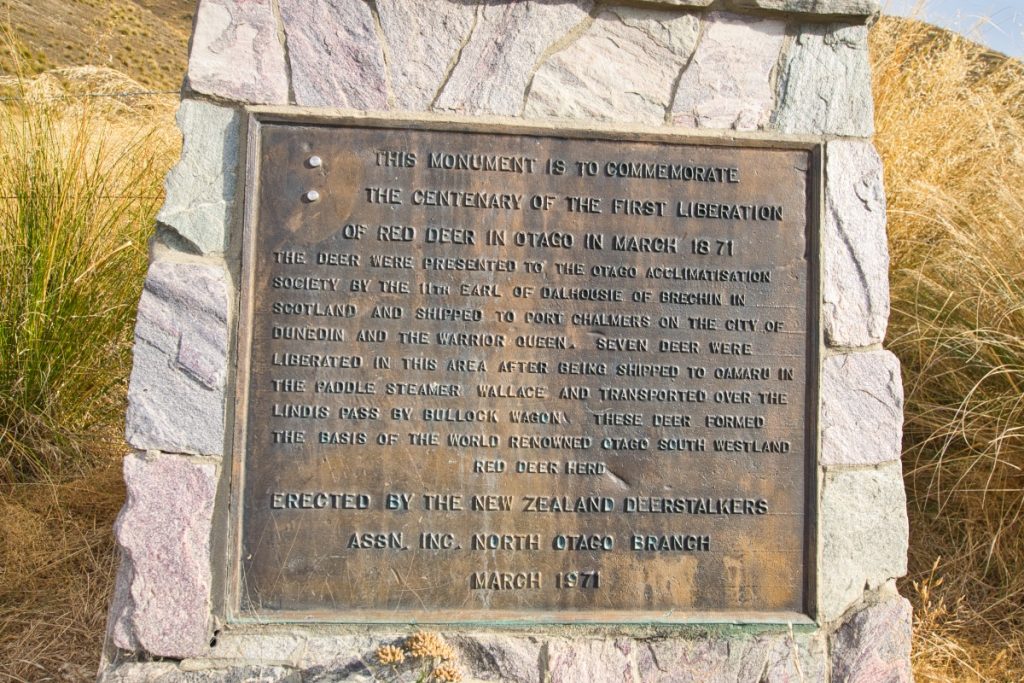 THIS MONUMENT IS TO COMMEMORATE
THE CENTENARY OF THE FIRST LIBERATION
OF RED DEER IN OTAGO IN MARCH 1871
THE DEER WERE PRESENTED TO THE OTAGO ACCLIMATISATION
SOCIETY BY THE 11TH EARL OF DALHOUSIE OF BRECHIN IN
SCOTLAND AND SHIPPED TO PORT CHALMERS ON THE CITY OF
DUNEDIN AND THE WARRIOR QUEEN. SEVEN DEER WERE
LIBERATED IN THIS AREA AFTER BEING SHIPPED TO OAMARU IN
THE PADDLE STEAMER WALLACE AND TRANSPORTED OVER THE
LINDIS PASS BY BULLOCK WAGON. THESE DEER FORMED
THE BASIS OF THE WORLD RENOWNED OTAGO SOUTH WESTLAND
RED DEER HERD
ERECTED BY THE NEW ZEALAND DEERSTALKERS
ASSN. INC. NORTH OTAGO BRANCH
MARCH 1971